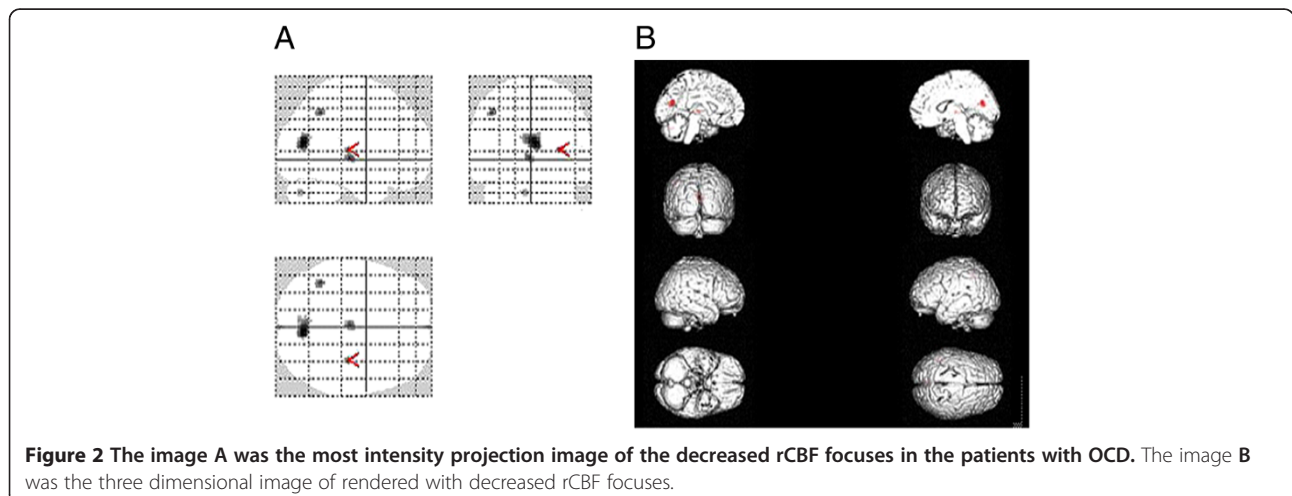 A
B
Figure 2 The image A was the most intensity projection image of the decreased rCBF focuses in the patients with OCD. The image B
was the three dimensional image of rendered with decreased rCBF focuses.